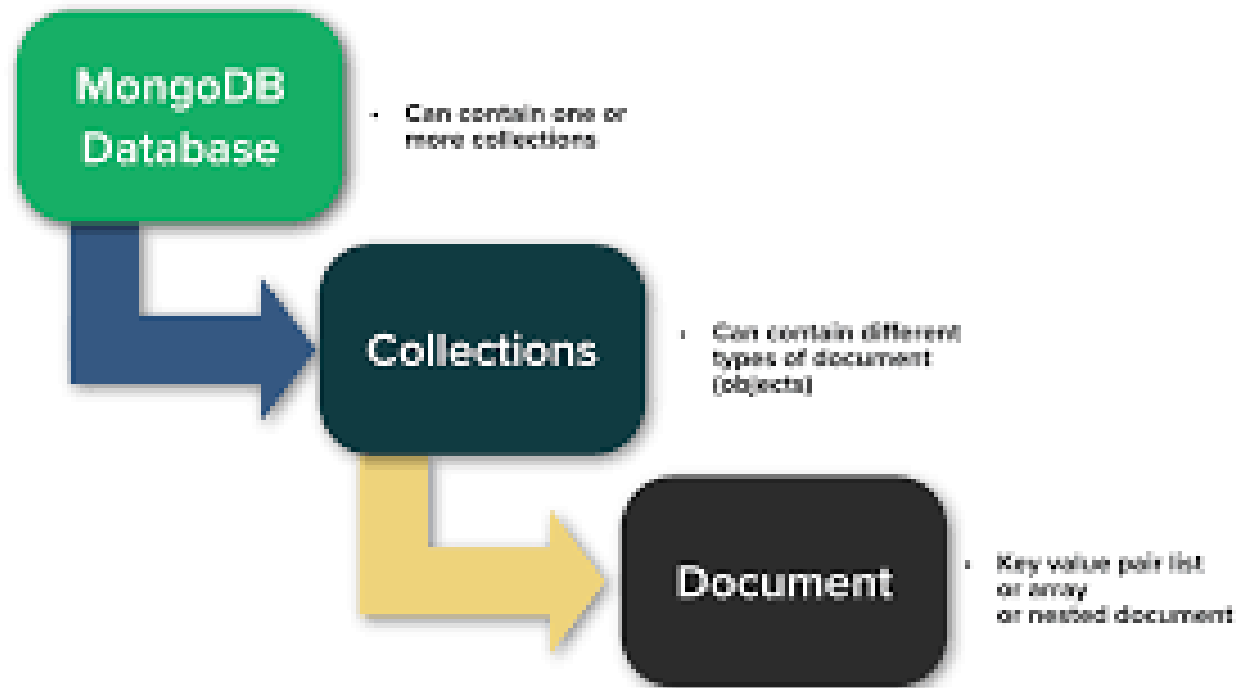 MongoDB
Database
• Can contain one or
more collections
Collections
• Can contain different
types of document
(objects)
Document
• Key value pair list
or array
or nested document